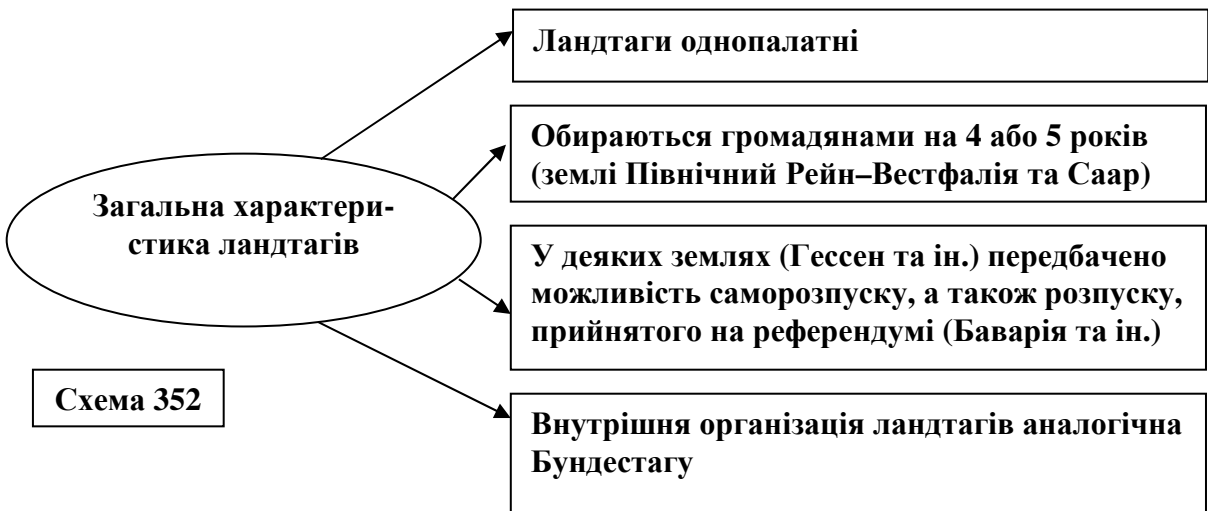 Ландтаги однопалатні
Обираються громадянами на 4 або 5 років
(землі Північний Рейн–Вестфалія та Саар)
Загальна характери-
стика ландтагів
У деяких землях (Гессен та ін.) передбачено
можливість саморозпуску, а також розпуску,
прийнятого на референдумі (Баварія та ін.)
Схема 352
Внутрішня організація ландтагів аналогічна
Бундестагу